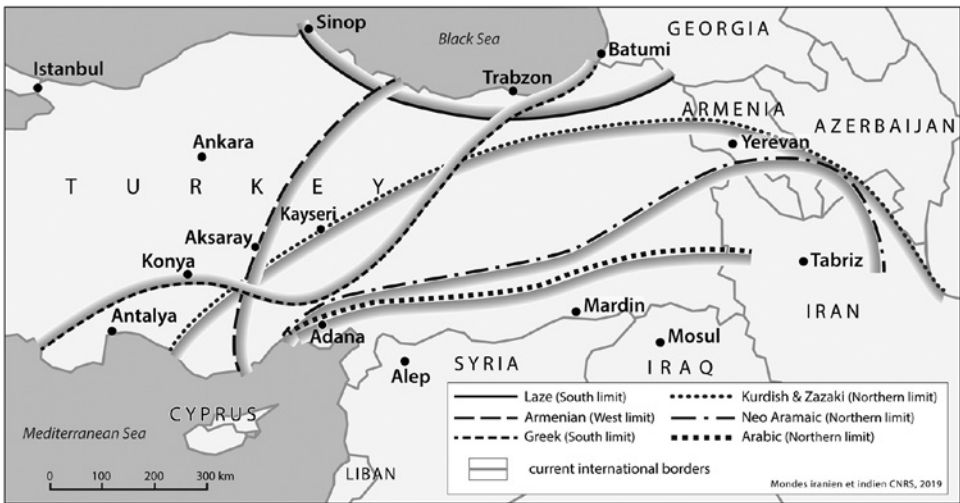 Sinop
Black Sea
GEORGIA
Batumi
Istanbul
Trabzon
ARMENIA
AZERBAIJAN
Yerevan
Ankara
TURKEY
Kayseri
Aksaray
Konya
Tabriz
Antalya
Adana
Mardin
IRAN
Mosul
SYRIA
IRAQ
Alep
CYPRUS
Mediterranean Sea
LIBAN
0 100 200 300 km
Laze (South limit)
Armenian (West limit)
Greek (South limit)
Kurdish & Zazaki (Northern limit)
Neo Aramaic (Northern limit)
Arabic (Northern limit)
current international borders
Mondes iranien et indien CNRS, 2019